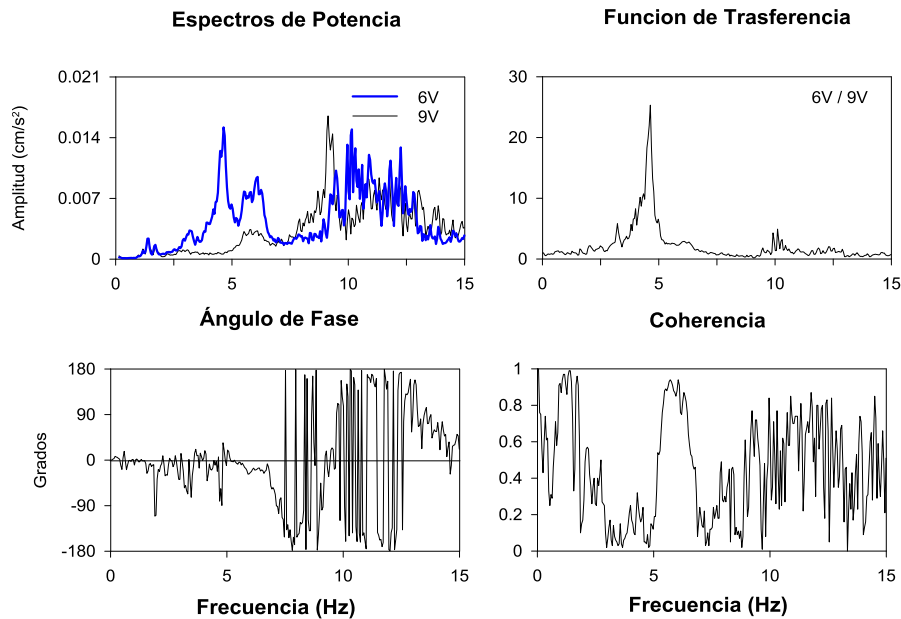 Espectros de Potencia
Funcion de Trasferencia
Amplitud (cm/s²)
0.021
0.014
0.007
0
6V
9V
0 5 10 15
30
20
10
0
6V / 9V
0 5 10 15
Ángulo de Fase
Coherencia
Grados
180
90
0
-90
-180
0 5 10 15
Frecuencia (Hz)
1
0.8
0.6
0.4
0.2
0
0 5 10 15
Frecuencia (Hz)